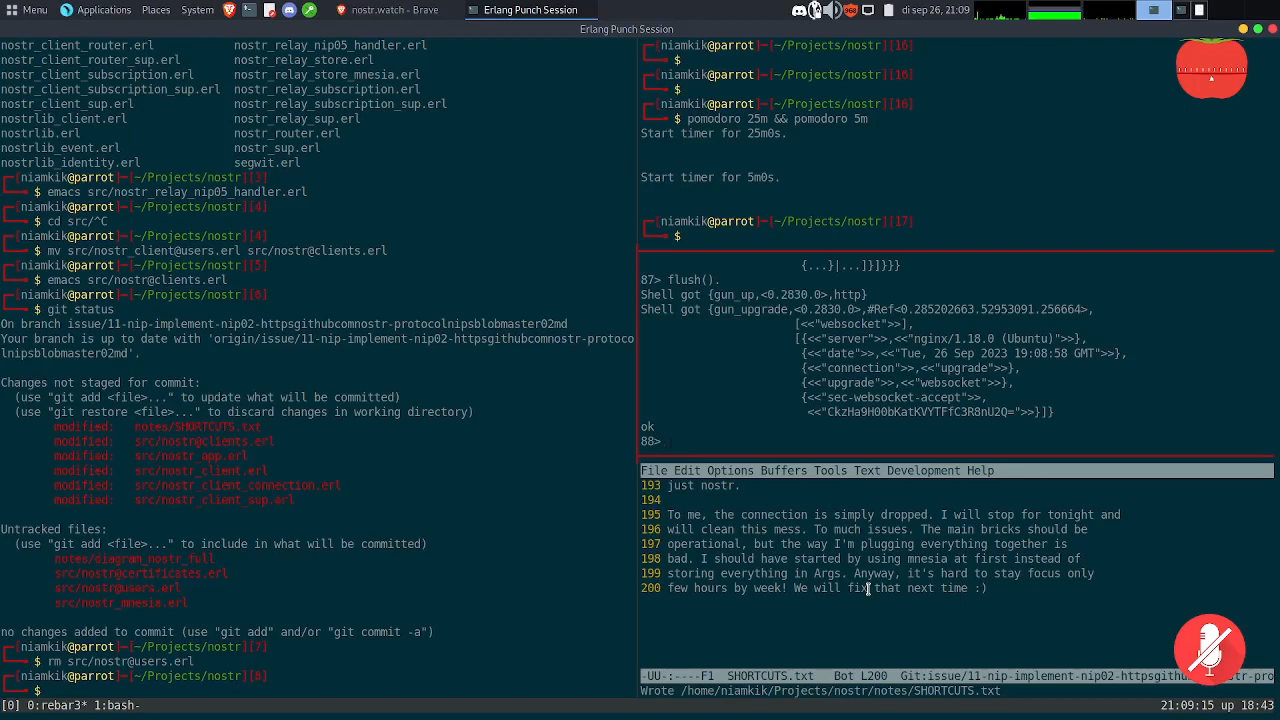 Menu Applications Places System nostr.watch - Brave Erlang Punch Session 968 di sep 26, 21:09
Erlang Punch Session
nostr_client_router.erl nostr_relay_nip05_handler.erl
nostr_client_router_sup.erl nostr_relay_store.erl
nostr_client_subscription.erl nostr_relay_store_mnesia.erl
nostr_client_subscription_sup.erl nostr_relay_subscription.erl
nostr_client_sup.erl nostr_relay_subscription_sup.erl
nostrlib_client.erl nostr_relay_sup.erl
nostrlib.erl nostr_router.erl
nostrlib_event.erl nostr_sup.erl
nostrlib_identity.erl segwit.erl
[niamkik@parrot]─[~/Projects/nostr][3]
$ emacs src/nostr_relay_nip05_handler.erl
[niamkik@parrot]─[~/Projects/nostr][4]
$ cd src/^C
[niamkik@parrot]─[~/Projects/nostr][4]
$ mv src/nostr_client@users.erl src/nostr@clients.erl
[niamkik@parrot]─[~/Projects/nostr][5]
$ emacs src/nostr@clients.erl
[niamkik@parrot]─[~/Projects/nostr][6]
$ git status
On branch issue/11-nip-implement-nip02-httpsgithubcomnostr-protocolnipsblobmaster02md
Your branch is up to date with 'origin/issue/11-nip-implement-nip02-httpsgithubcomnostr-protoco
lnipsblobmaster02md'.
Changes not staged for commit:
(use "git add <file>..." to update what will be committed)
(use "git restore <file>..." to discard changes in working directory)
modified: notes/SHORTCUTS.txt
modified: src/nostr@clients.erl
modified: src/nostr_app.erl
modified: src/nostr_client.erl
modified: src/nostr_client_connection.erl
modified: src/nostr_client_sup.erl
Untracked files:
(use "git add <file>..." to include in what will be committed)
notes/diagram_nostr_full
src/nostr@certificates.erl
src/nostr@users.erl
src/nostr_mnesia.erl
no changes added to commit (use "git add" and/or "git commit -a")
[niamkik@parrot]─[~/Projects/nostr][7]
$ rm src/nostr@users.erl
[niamkik@parrot]─[~/Projects/nostr][8]
$
[niamkik@parrot]─[~/Projects/nostr][16]
$
[niamkik@parrot]─[~/Projects/nostr][16]
$
[niamkik@parrot]─[~/Projects/nostr][16]
$ pomodoro 25m && pomodoro 5m
Start timer for 25m0s.
Start timer for 5m0s.
[niamkik@parrot]─[~/Projects/nostr][17]
$
{...}|...]}]}}}
87> flush().
Shell got {gun_up,<0.2830.0>,http}
Shell got {gun_upgrade,<0.2830.0>,#Ref<0.285202663.52953091.256664>,
[<<"websocket">>],
[{<<"server">>,<<"nginx/1.18.0 (Ubuntu)">>},
{<<"date">>,<<"Tue, 26 Sep 2023 19:08:58 GMT">>},
{<<"connection">>,<<"upgrade">>},
{<<"upgrade">>,<<"websocket">>},
{<<"sec-websocket-accept">>,
<<"CkzHa9H00bKatKVYTFfC3R8nU2Q=">>}]}
ok
88>
File Edit Options Buffers Tools Text Development Help
193 just nostr.
194
195 To me, the connection is simply dropped. I will stop for tonight and
196 will clean this mess. To much issues. The main bricks should be
197 operational, but the way I'm plugging everything together is
198 bad. I should have started by using mnesia at first instead of
199 storing everything in Args. Anyway, it's hard to stay focus only
200 few hours by week! We will fix that next time :)
-UU-:----F1 SHORTCUTS.txt Bot L200 Git:issue/11-nip-implement-nip02-httpsgithubcomnostr-pro
Wrote /home/niamkik/Projects/nostr/notes/SHORTCUTS.txt
[0] 0:rebar3* 1:bash- 21:09:15 up 18:43